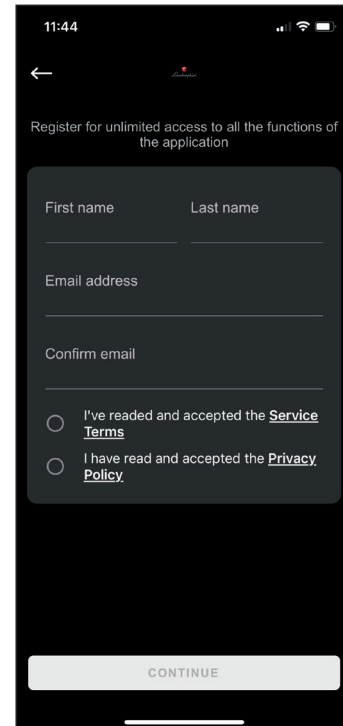 11:44
Lamborghini
Register for unlimited access to all the functions of
the application
First name Last name
Email address
Confirm email
I've readed and accepted the Service
Terms
I have read and accepted the Privacy
Policy
CONTINUE